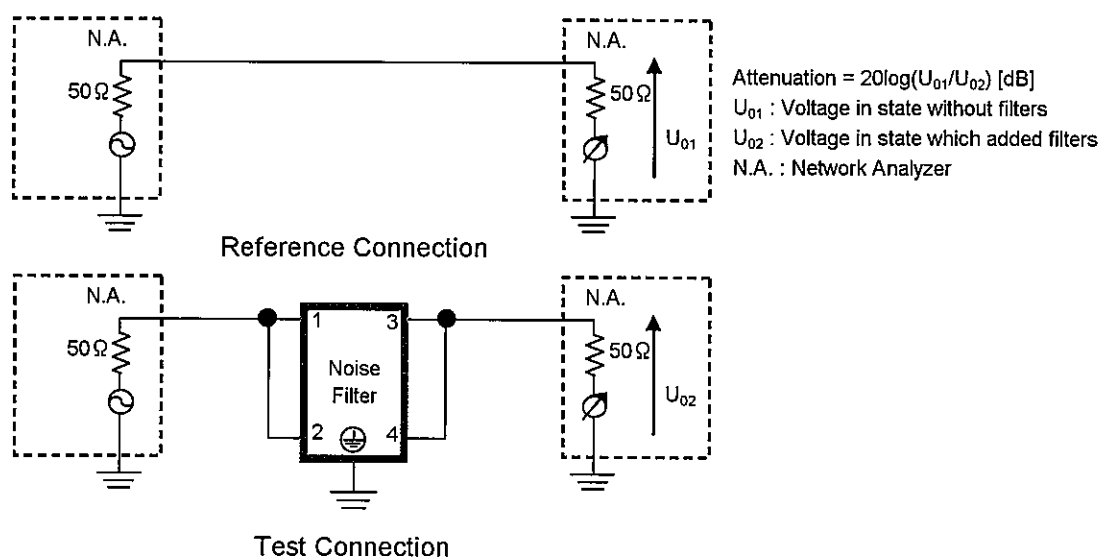 N.A.
50Ω
N.A.
50Ω
U01
Attenuation = 20log(U01/U02) [dB]
U01 : Voltage in state without filters
U02 : Voltage in state which added filters
N.A. : Network Analyzer
Reference Connection
N.A.
50Ω
1
3
Noise
Filter
2
4
N.A.
50Ω
U02
Test Connection